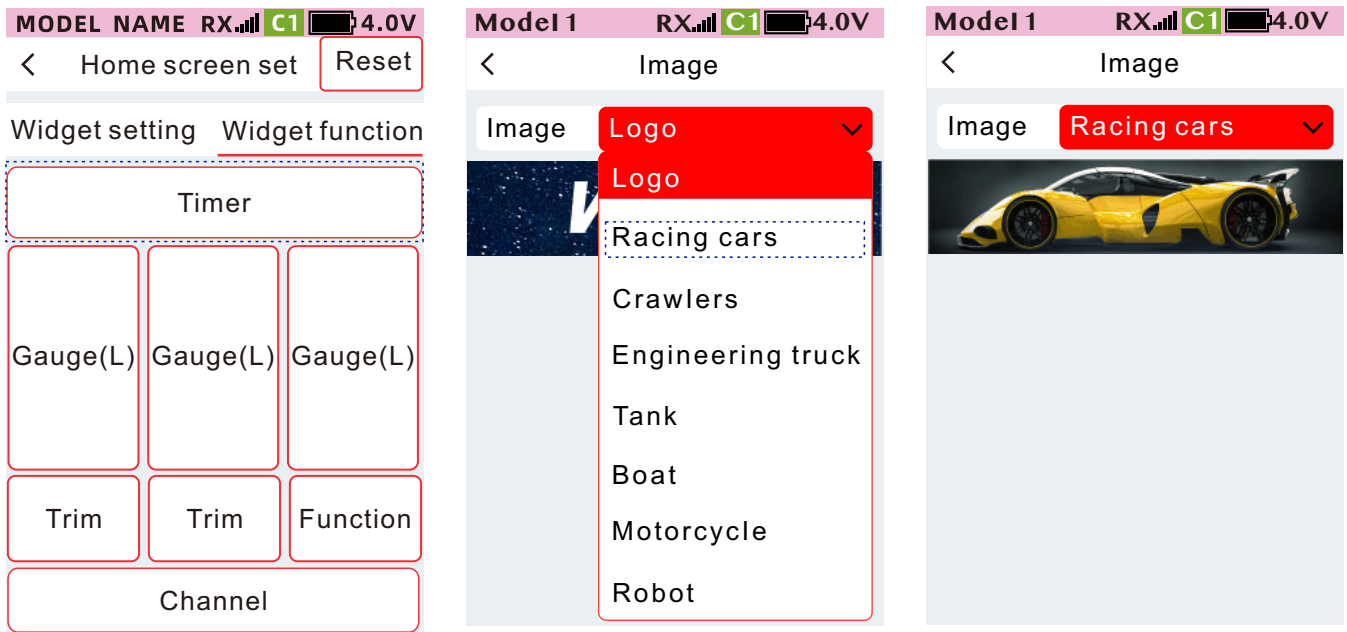 MODEL NAME RX C1 4.0V
Home screen set Reset
Widget setting Widget function
Timer
Gauge(L) Gauge(L) Gauge(L)
Trim Trim Function
Channel
Model 1 RX C1 4.0V
Image
Image Logo
Logo
Racing cars
Crawlers
Engineering truck
Tank
Boat
Motorcycle
Robot
Model 1 RX C1 4.0V
Image
Image Racing cars